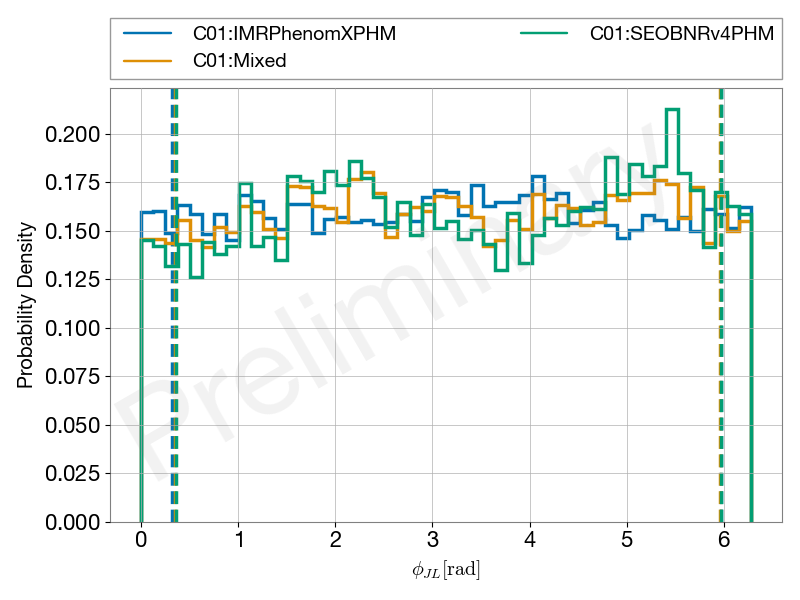 C01:IMRPhenomXPHM
C01:SEOBNRv4PHM
C01:Mixed
Preliminary
Probability Density
0.200
0.175
0.150
0.125
0.100
0.075
0.050
0.025
0.000
0 1 2 3 4 5 6
ϕ_JL[rad]